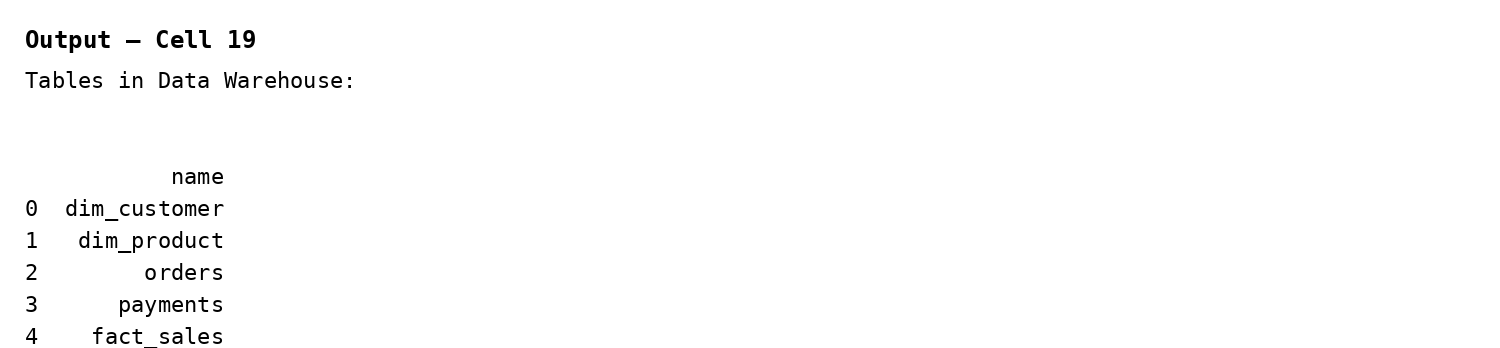 Output — Cell 19
Tables in Data Warehouse:
name
0 dim_customer
1 dim_product
2 orders
3 payments
4 fact_sales